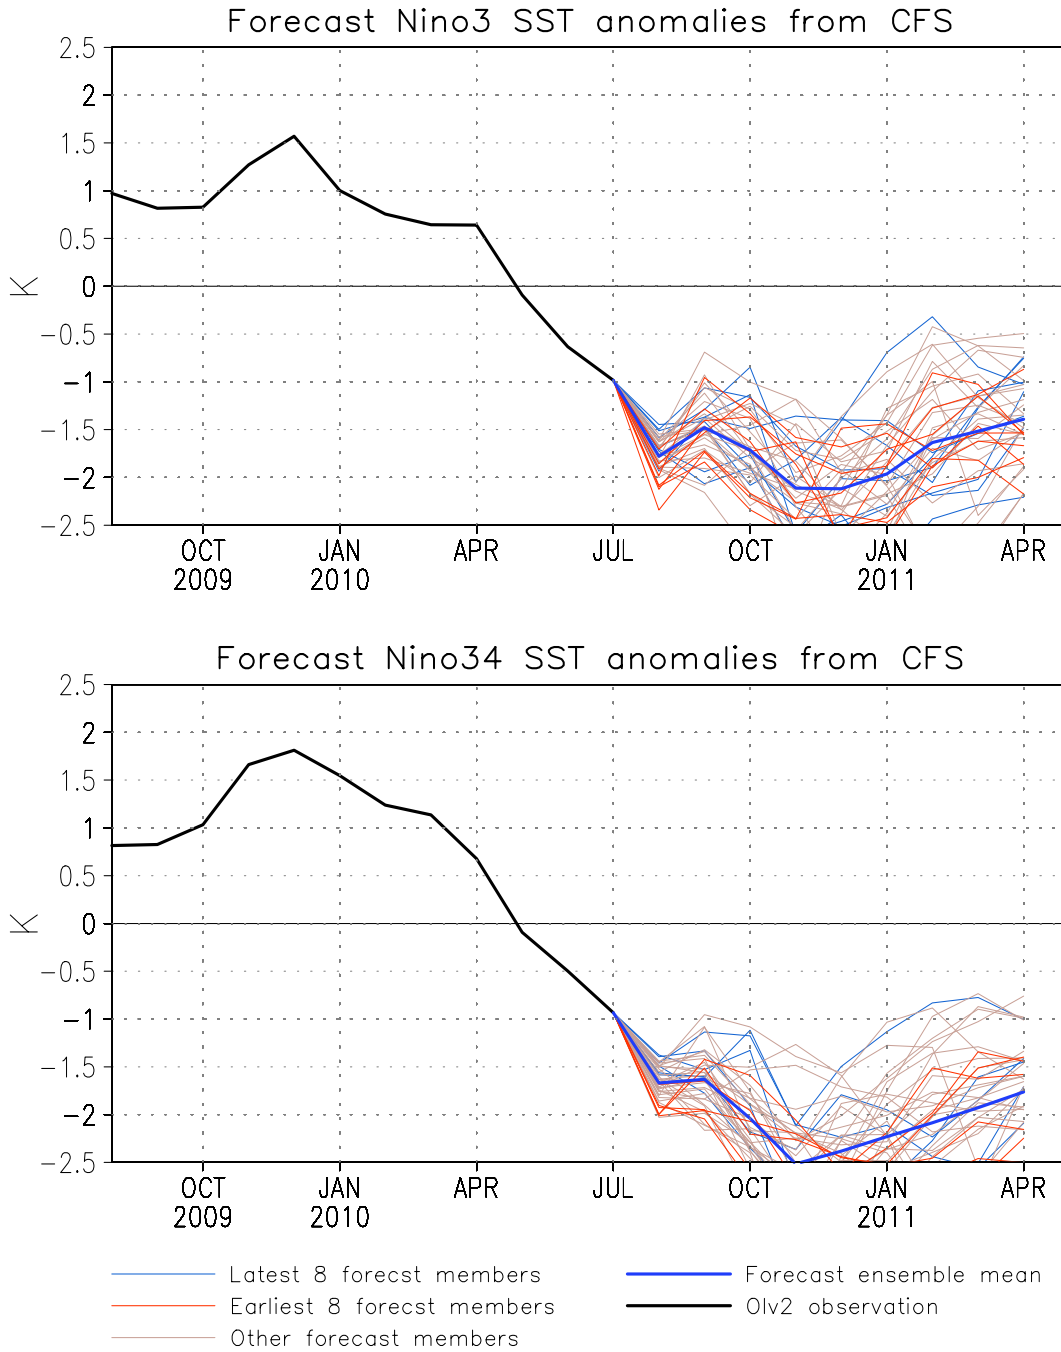 Forecast Nino3 SST anomalies from CFS
2.5
2
1.5
1
0.5
0
-0.5
-1
-1.5
-2
-2.5
K
OCT JAN APR JUL OCT JAN APR
2009 2010 2011
Forecast Nino34 SST anomalies from CFS
2.5
2
1.5
1
0.5
0
-0.5
-1
-1.5
-2
-2.5
K
OCT JAN APR JUL OCT JAN APR
2009 2010 2011
Latest 8 forecst members
Earliest 8 forecst members
Other forecast members
Forecast ensemble mean
OIv2 observation